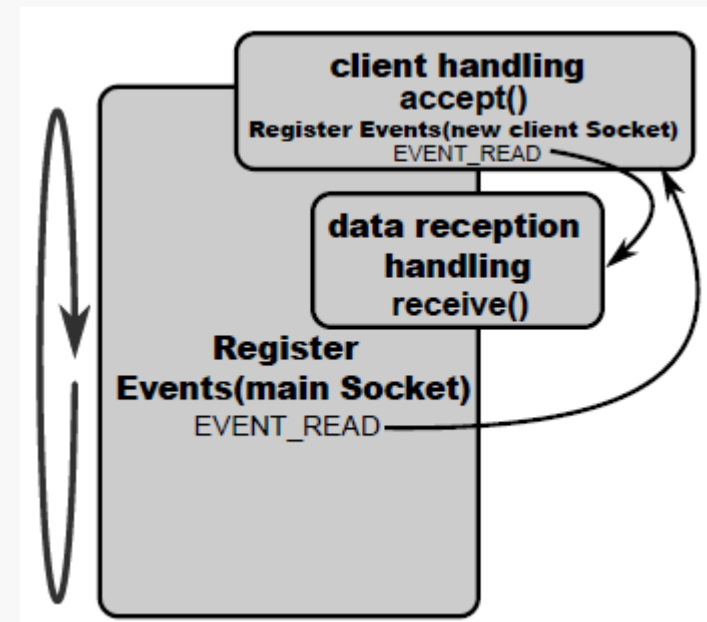 client handling
accept()
Register Events(new client Socket)
EVENT_READ
data reception
handling
receive()
Register
Events(main Socket)
EVENT_READ